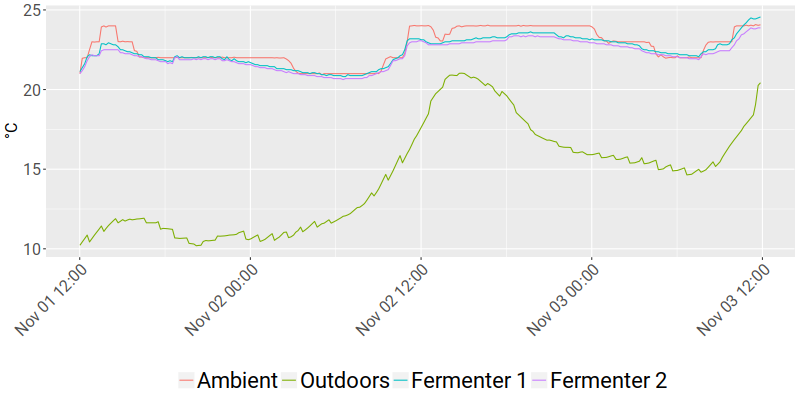 25
20
15
10
°C
Nov 01 12:00
Nov 02 00:00
Nov 02 12:00
Nov 03 00:00
Nov 03 12:00
Ambient Outdoors Fermenter 1 Fermenter 2